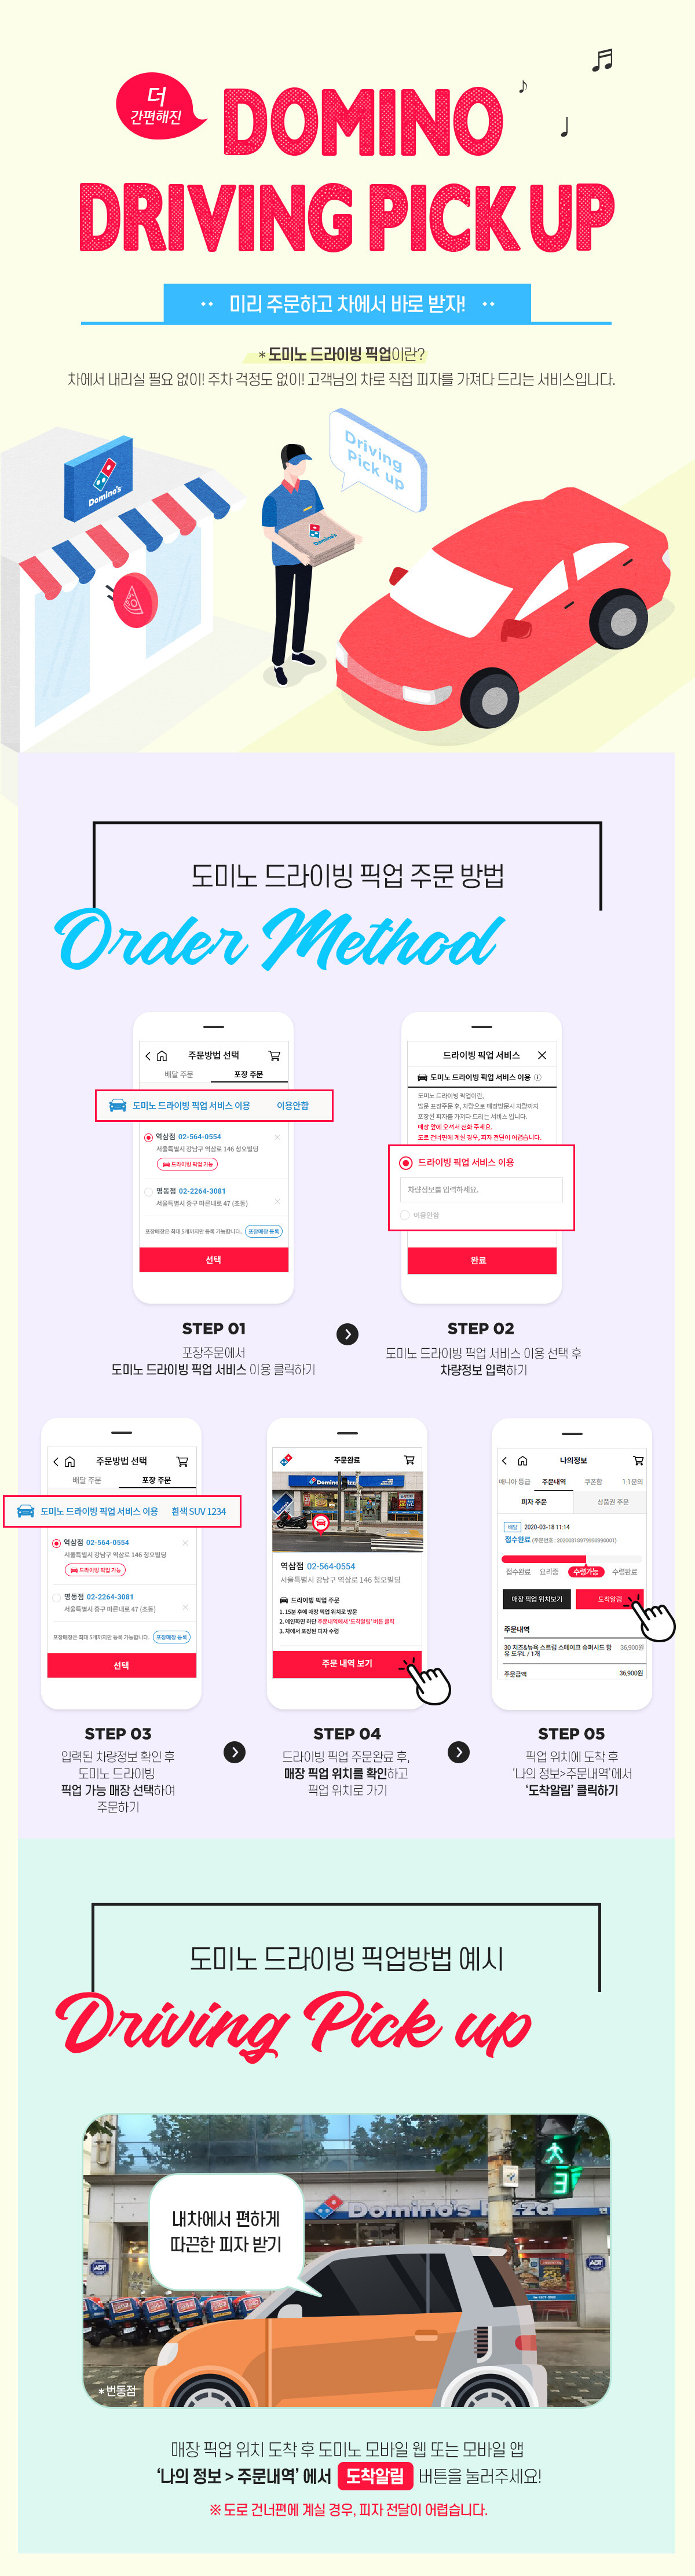 더
간편해진
DOMINO
DRIVING PICK UP
미리 주문하고 차에서 바로 받자!
* 도미노 드라이빙 픽업이란?
차에서 내리실 필요 없이! 주차 걱정도 없이! 고객님의 차로 직접 피자를 가져다 드리는 서비스입니다.
Driving
Pick up
Domino's
Domino's
도미노 드라이빙 픽업 주문 방법
Order Method
주문방법 선택
배달 주문 포장 주문
도미노 드라이빙 픽업 서비스 이용 이용안함
역삼점 02-564-0554
서울특별시 강남구 역삼로 146 정오빌딩
드라이빙 픽업 가능
명동점 02-2264-3081
서울특별시 중구 마른내로 47 (초동)
포장매장은 최대 5개까지만 등록 가능합니다. 포장매장 등록
선택
드라이빙 픽업 서비스
도미노 드라이빙 픽업 서비스 이용
도미노 드라이빙 픽업이란,
방문 포장주문 후, 차량으로 매장방문시 차량까지
포장된 피자를 가져다 드리는 서비스 입니다.
매장 앞에 오셔서 전화 주세요.
도로 건너편에 계실 경우, 피자 전달이 어렵습니다.
드라이빙 픽업 서비스 이용
차량정보를 입력하세요.
이용안함
완료
STEP 01
포장주문에서
도미노 드라이빙 픽업 서비스 이용 클릭하기
STEP 02
도미노 드라이빙 픽업 서비스 이용 선택 후
차량정보 입력하기
주문방법 선택
배달 주문 포장 주문
도미노 드라이빙 픽업 서비스 이용 흰색 SUV 1234
역삼점 02-564-0554
서울특별시 강남구 역삼로 146 정오빌딩
드라이빙 픽업 가능
명동점 02-2264-3081
서울특별시 중구 마른내로 47 (초동)
포장매장은 최대 5개까지만 등록 가능합니다. 포장매장 등록
선택
주문완료
Domino's Pizza
역삼점 02-564-0554
서울특별시 강남구 역삼로 146 정오빌딩
드라이빙 픽업 주문
1. 15분 후에 매장 픽업 위치로 방문
2. 메인화면 하단 주문내역에서 '도착알림' 버튼 클릭
3. 차에서 포장된 피자 수령
주문 내역 보기
나의정보
매니아 등급 주문내역 쿠폰함 1:1문의
피자 주문 상품권 주문
배달 2020-03-18 11:14
접수완료
접수완료 요리중 수령가능 수령완료
매장 픽업 위치보기 도착알림
주문내역
30 치즈&뉴욕 스트립 스테이크 슈퍼시드 함유 도우L / 1개 36,900원
주문금액 36,900원
STEP 03
입력된 차량정보 확인 후
도미노 드라이빙
픽업 가능 매장 선택하여
주문하기
STEP 04
드라이빙 픽업 주문완료 후,
매장 픽업 위치를 확인하고
픽업 위치로 가기
STEP 05
픽업 위치에 도착 후
'나의 정보>주문내역'에서
'도착알림' 클릭하기
도미노 드라이빙 픽업방법 예시
Driving Pick up
내차에서 편하게
따끈한 피자 받기
Domino's Pizza
ADT
ADT
*번동점
매장 픽업 위치 도착 후 도미노 모바일 웹 또는 모바일 앱
'나의 정보 > 주문내역' 에서 도착알림 버튼을 눌러주세요!
※ 도로 건너편에 계실 경우, 피자 전달이 어렵습니다.